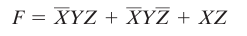 F = X̅YZ + X̅YZ̅ + XZ